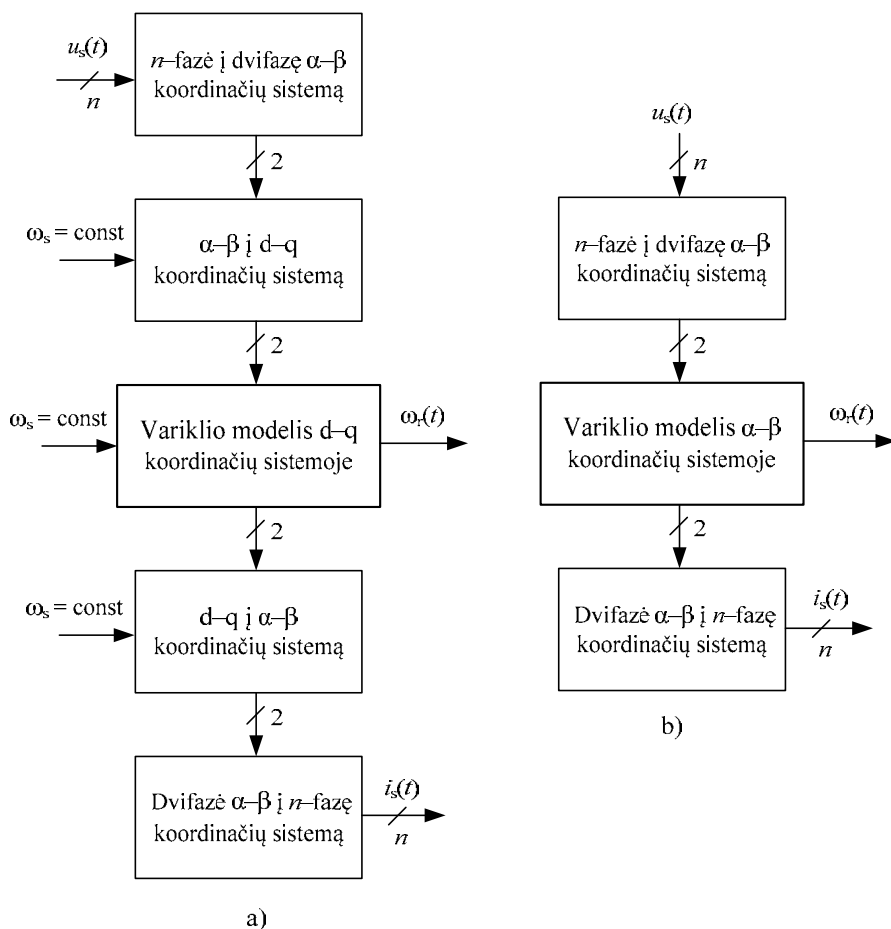 uₛ(t)
n
n–fazė į dvifazę α–β
koordinačių sistemą
2
ωₛ = const
α–β į d–q
koordinačių sistemą
2
ωₛ = const
Variklio modelis d–q
koordinačių sistemoje
ωᵣ(t)
2
ωₛ = const
d–q į α–β
koordinačių sistemą
2
Dvifazė α–β į n–fazę
koordinačių sistemą
iₛ(t)
n
a)
uₛ(t)
n
n–fazė į dvifazę α–β
koordinačių sistemą
2
Variklio modelis α–β
koordinačių sistemoje
ωᵣ(t)
2
Dvifazė α–β į n–fazę
koordinačių sistemą
iₛ(t)
n
b)